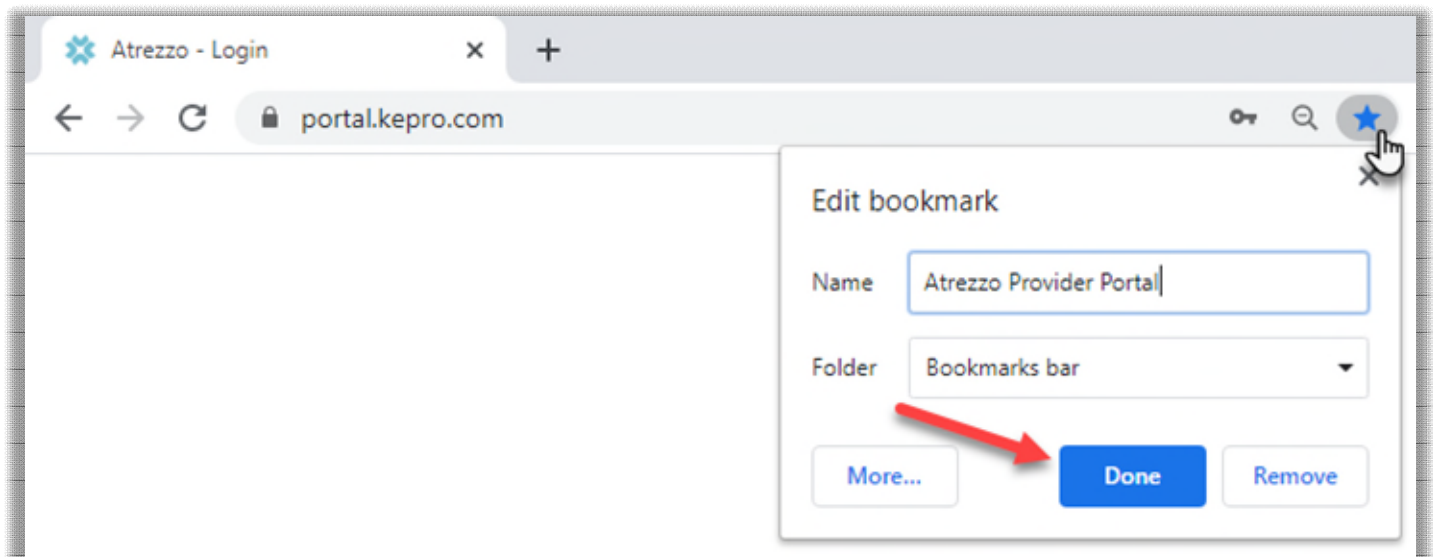 Atrezzo - Login
portal.kepro.com
Edit bookmark
Name Atrezzo Provider Portal
Folder Bookmarks bar
More... Done Remove